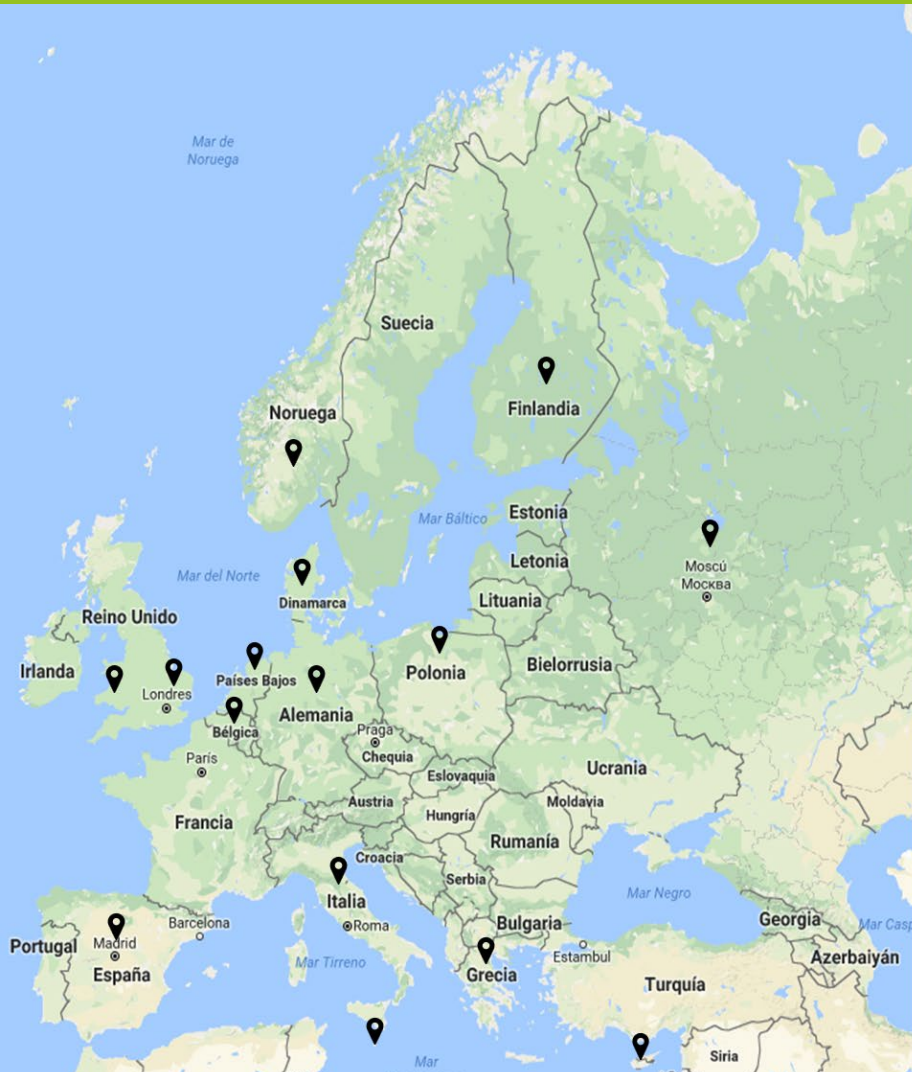 Mar de
Noruega
Suecia
Finlandia
Noruega
Estonia
Mar Báltico
Letonia
Moscú
Москва
Mar del Norte
Dinamarca
Lituania
Reino Unido
Irlanda
Bielorrusia
Polonia
Países Bajos
Londres
Alemania
Bélgica
Praga
Chequia
París
Ucrania
Eslovaquia
Austria
Moldavia
Hungría
Francia
Rumanía
Croacia
Serbia
Mar Negro
Italia
Barcelona
Georgia
Roma
Bulgaria
Mar Casp
Portugal
Madrid
Estambul
Azerbaiyán
Mar Tirreno
España
Grecia
Turquía
Siria
Mar